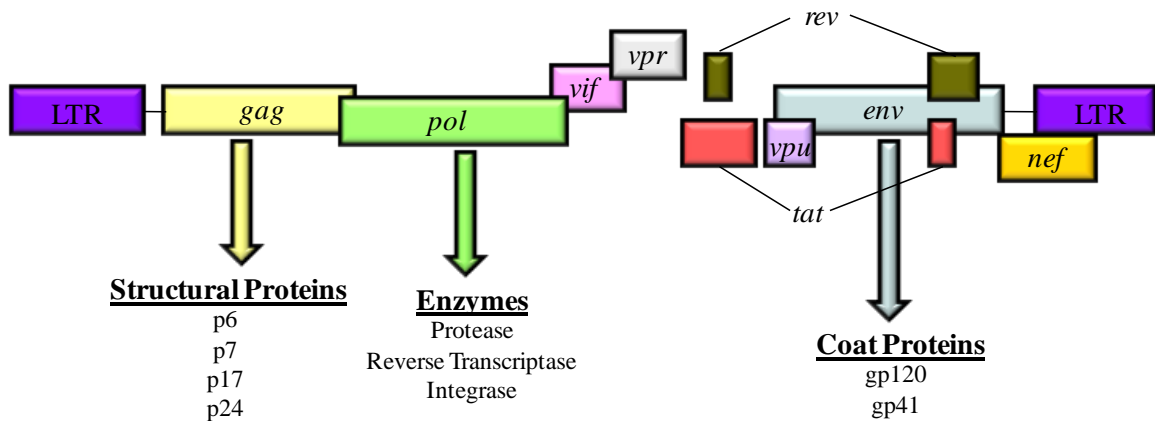 rev
vpr
vif
LTR
gag
pol
env
LTR
vpu
nef
tat
Structural Proteins
p6
p7
p17
p24
Enzymes
Protease
Reverse Transcriptase
Integrase
Coat Proteins
gp120
gp41